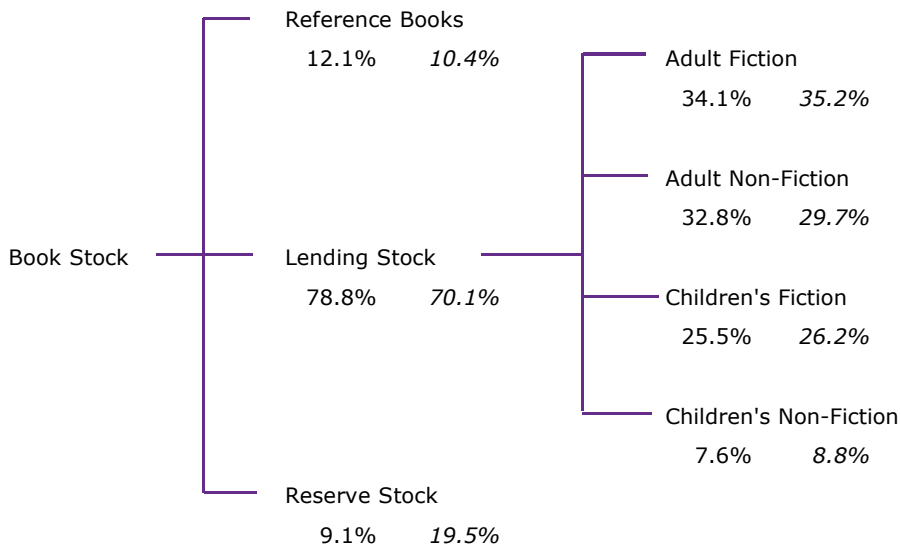 Book Stock
Reference Books
12.1% 10.4%
Lending Stock
78.8% 70.1%
Reserve Stock
9.1% 19.5%
Adult Fiction
34.1% 35.2%
Adult Non-Fiction
32.8% 29.7%
Children's Fiction
25.5% 26.2%
Children's Non-Fiction
7.6% 8.8%